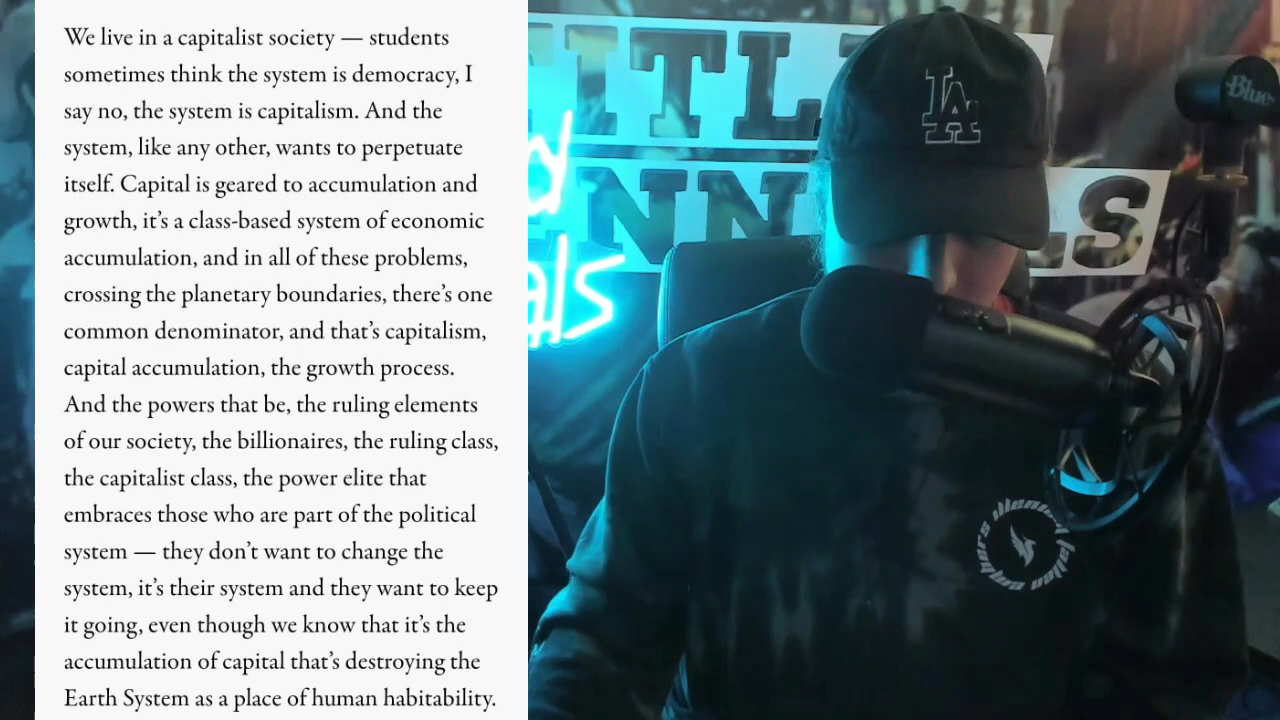 We live in a capitalist society — students
sometimes think the system is democracy, I
say no, the system is capitalism. And the
system, like any other, wants to perpetuate
itself. Capital is geared to accumulation and
growth, it’s a class-based system of economic
accumulation, and in all of these problems,
crossing the planetary boundaries, there’s one
common denominator, and that’s capitalism,
capital accumulation, the growth process.
And the powers that be, the ruling elements
of our society, the billionaires, the ruling class,
the capitalist class, the power elite that
embraces those who are part of the political
system — they don’t want to change the
system, it’s their system and they want to keep
it going, even though we know that it’s the
accumulation of capital that’s destroying the
Earth System as a place of human habitability.
LA
Blue